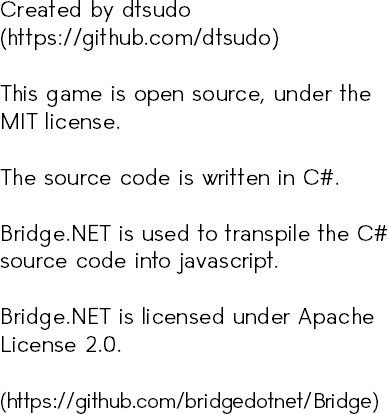 Created by dtsudo
(https://github.com/dtsudo)
This game is open source, under the
MIT license.
The source code is written in C#.
Bridge.NET is used to transpile the C#
source code into javascript.
Bridge.NET is licensed under Apache
License 2.0.
(https://github.com/bridgedotnet/Bridge)